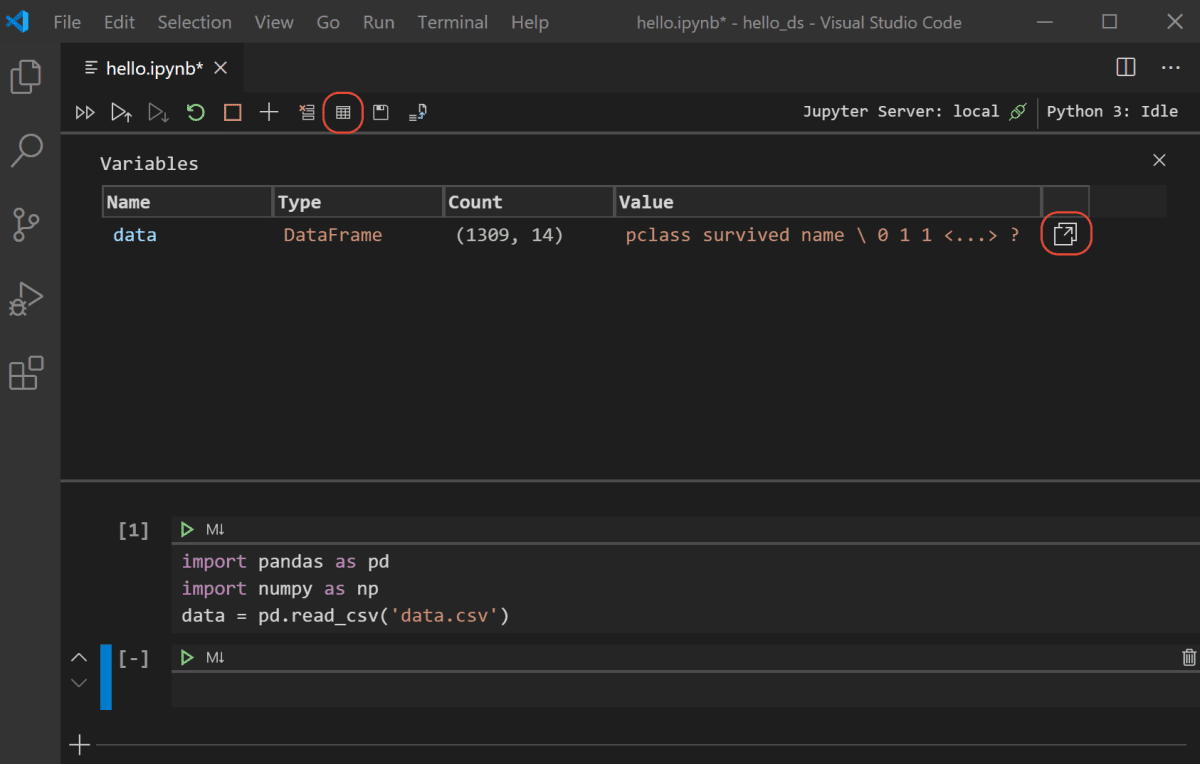 File Edit Selection View Go Run Terminal Help hello.ipynb* - hello_ds - Visual Studio Code
hello.ipynb*
Jupyter Server: local Python 3: Idle
Variables
Name Type Count Value
data DataFrame (1309, 14) pclass survived name \ 0 1 1 <...> ?
[1] M↓
import pandas as pd
import numpy as np
data = pd.read_csv('data.csv')
[-] M↓